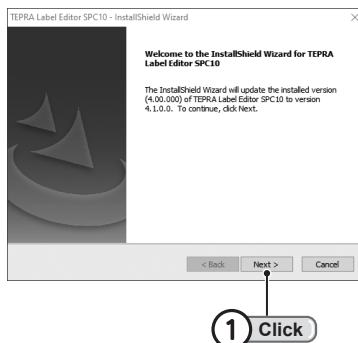 TEPRA Label Editor SPC10 - InstallShield Wizard
Welcome to the InstallShield Wizard for TEPRA
Label Editor SPC10
The InstallShield Wizard will update the installed version
(4.00.000) of TEPRA Label Editor SPC10 to version
4.1.0.0. To continue, click Next.
< Back Next > Cancel
1 Click